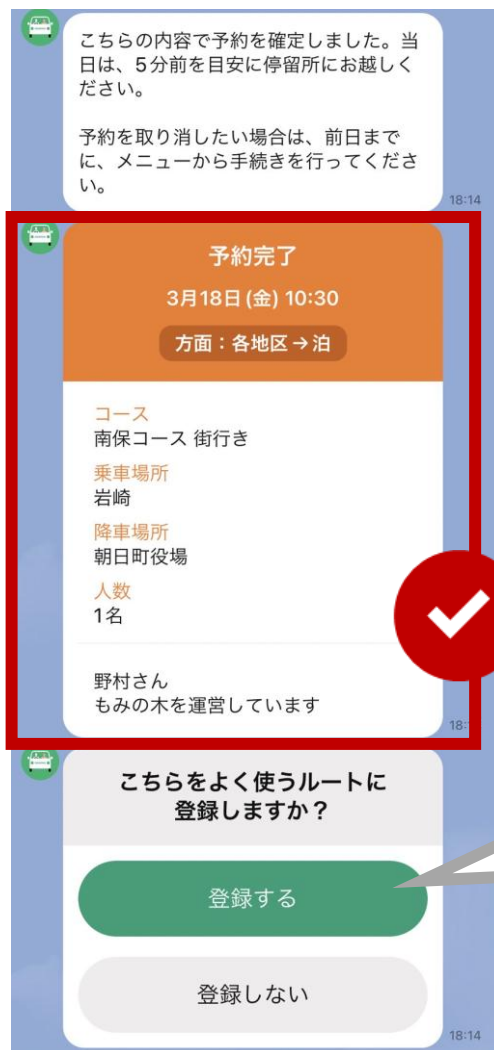 こちらの内容で予約を確定しました。当
日は、5分前を目安に停留所にお越しく
ださい。
予約を取り消したい場合は、前日まで
に、メニューから手続きを行ってくださ
い。
18:14
予約完了
3月18日(金) 10:30
方面：各地区→泊
コース
南保コース 街行き
乗車場所
岩崎
降車場所
朝日町役場
人数
1名
野村さん
もみの木を運営しています
こちらをよく使うルートに
登録しますか？
登録する
登録しない
18:14